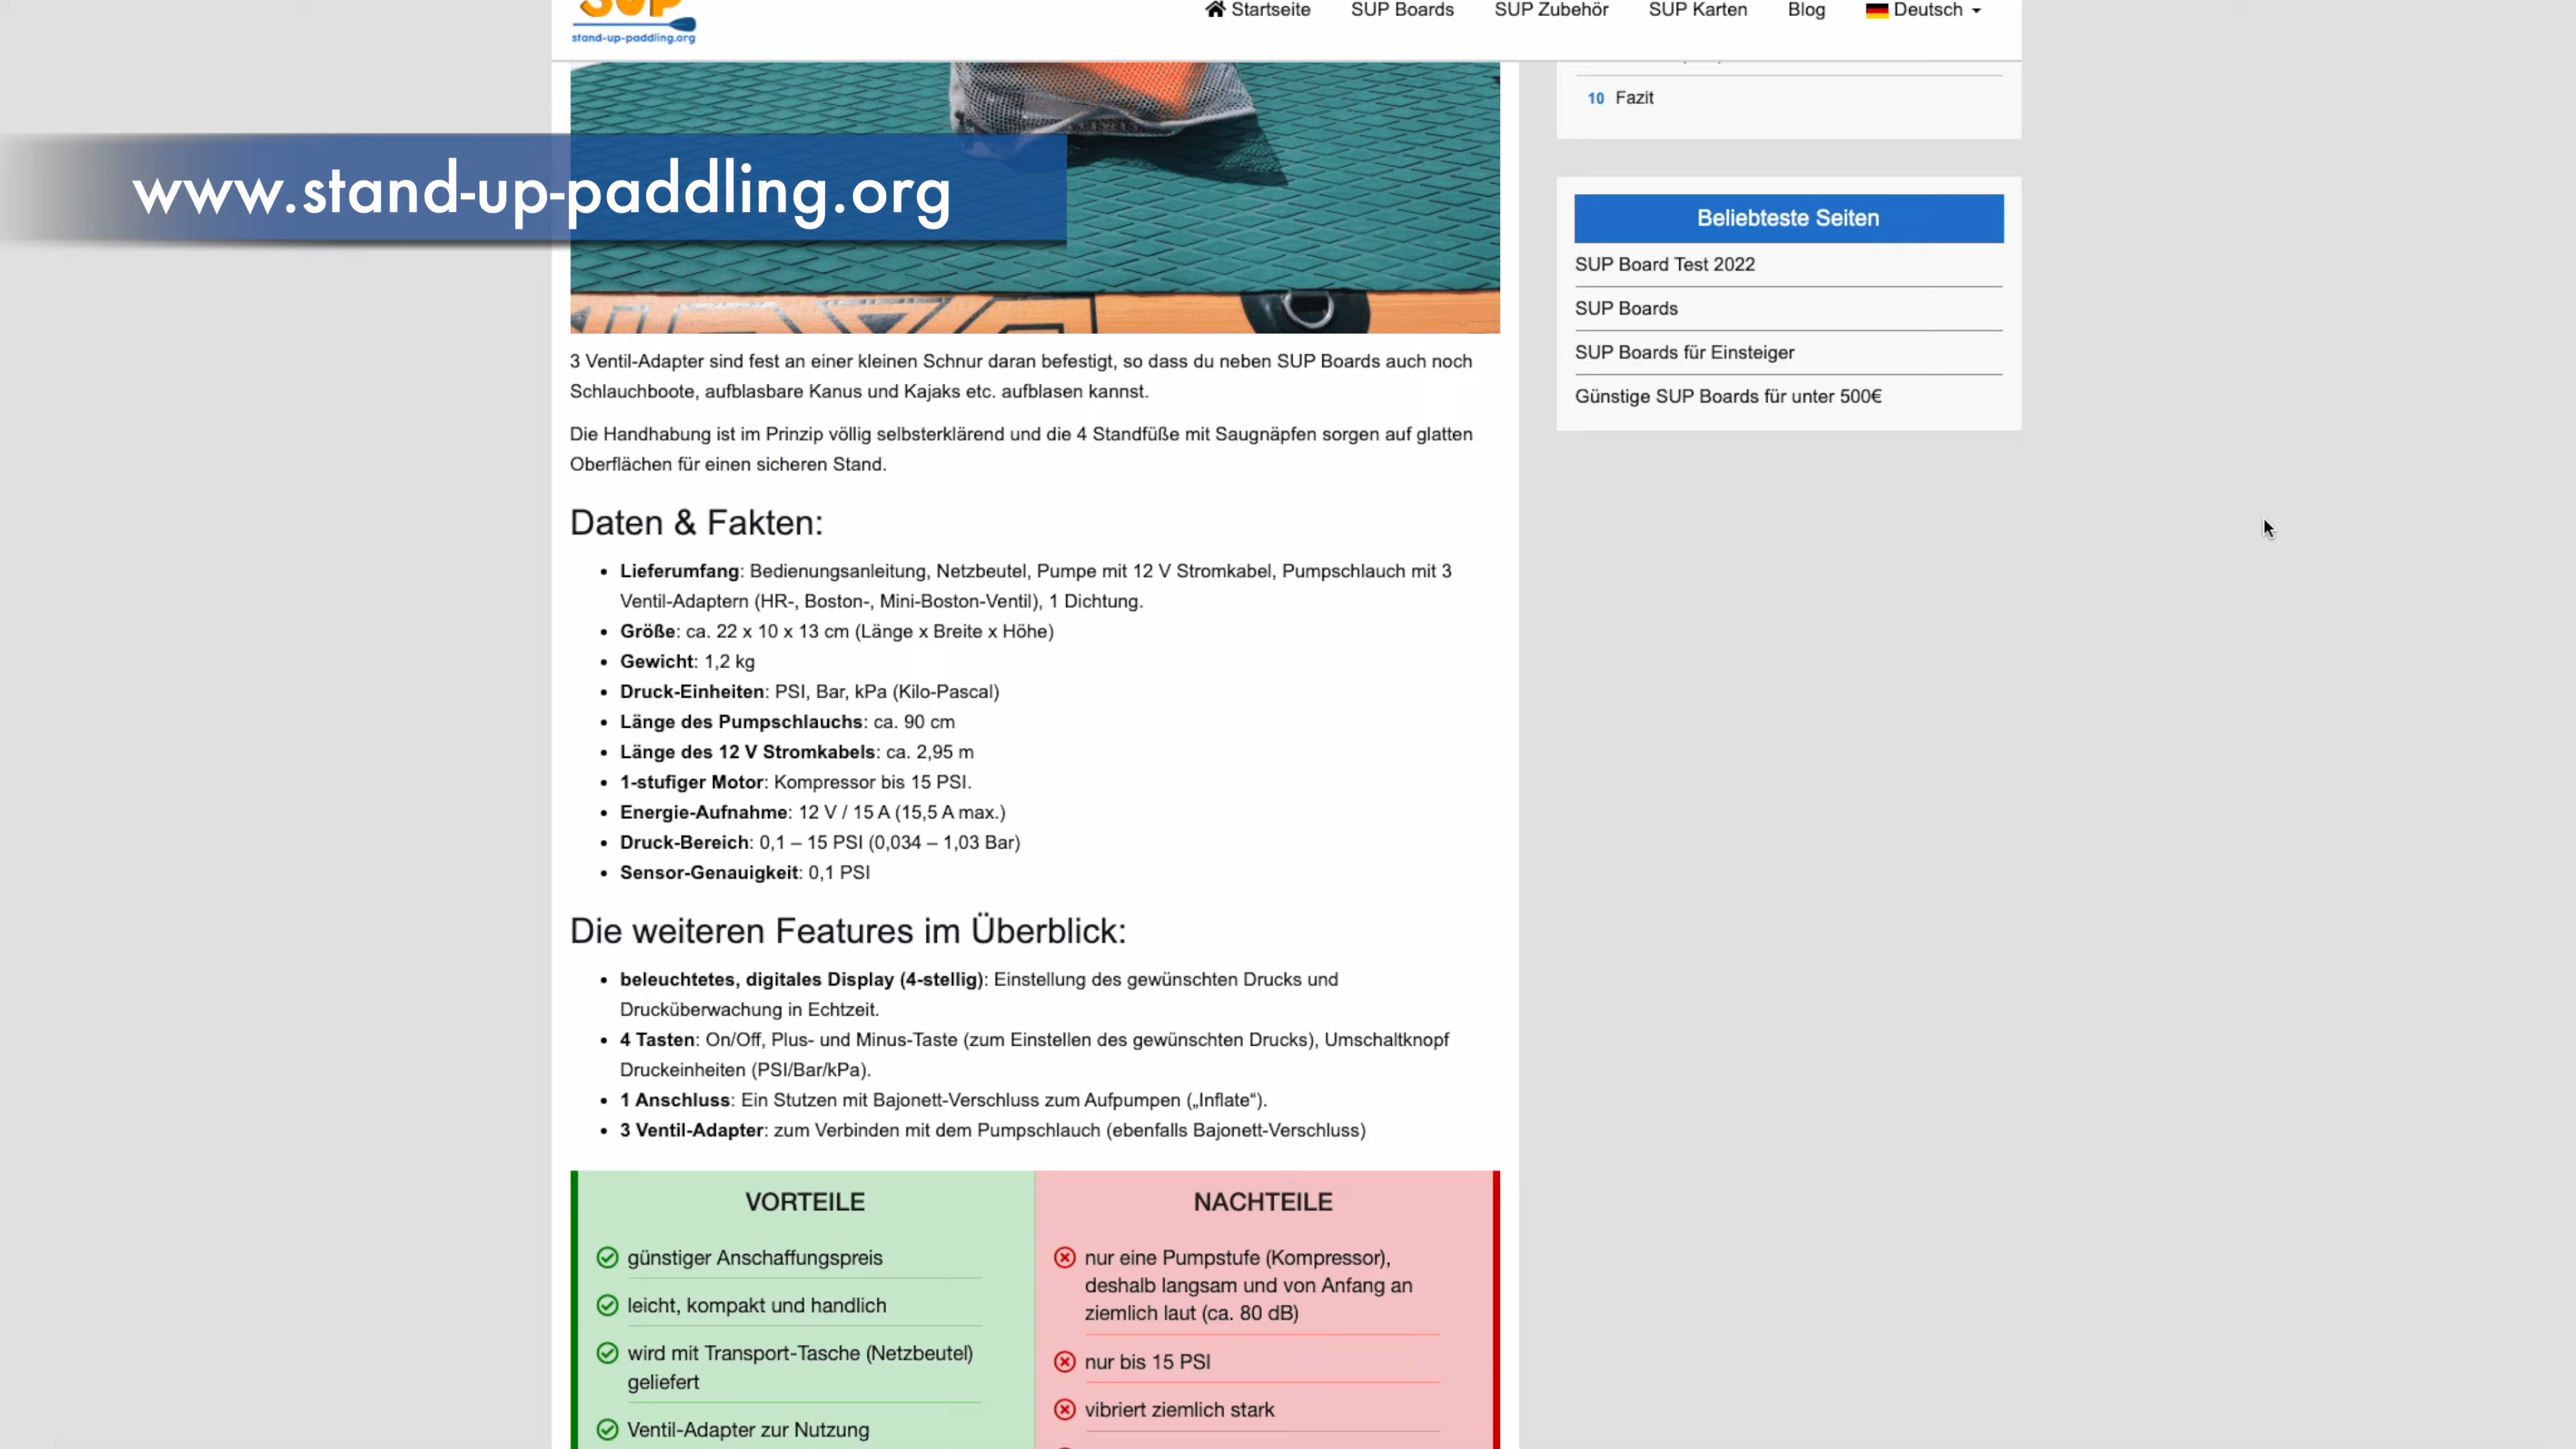 SUP
stand-up-paddling.org
Startseite
SUP Boards
SUP Zubehör
SUP Karten
Blog
Deutsch
10 Fazit
www.stand-up-paddling.org
Beliebteste Seiten
SUP Board Test 2022
SUP Boards
SUP Boards für Einsteiger
Günstige SUP Boards für unter 500€
3 Ventil-Adapter sind fest an einer kleinen Schnur daran befestigt, so dass du neben SUP Boards auch noch
Schlauchboote, aufblasbare Kanus und Kajaks etc. aufblasen kannst.
Die Handhabung ist im Prinzip völlig selbsterklärend und die 4 Standfüße mit Saugnäpfen sorgen auf glatten
Oberflächen für einen sicheren Stand.
Daten & Fakten:
• Lieferumfang: Bedienungsanleitung, Netzbeutel, Pumpe mit 12 V Stromkabel, Pumpschlauch mit 3
Ventil-Adaptern (HR-, Boston-, Mini-Boston-Ventil), 1 Dichtung.
• Größe: ca. 22 x 10 x 13 cm (Länge x Breite x Höhe)
• Gewicht: 1,2 kg
• Druck-Einheiten: PSI, Bar, kPa (Kilo-Pascal)
• Länge des Pumpschlauchs: ca. 90 cm
• Länge des 12 V Stromkabels: ca. 2,95 m
• 1-stufiger Motor: Kompressor bis 15 PSI.
• Energie-Aufnahme: 12 V / 15 A (15,5 A max.)
• Druck-Bereich: 0,1 – 15 PSI (0,034 – 1,03 Bar)
• Sensor-Genauigkeit: 0,1 PSI
Die weiteren Features im Überblick:
• beleuchtetes, digitales Display (4-stellig): Einstellung des gewünschten Drucks und
Drucküberwachung in Echtzeit.
• 4 Tasten: On/Off, Plus- und Minus-Taste (zum Einstellen des gewünschten Drucks), Umschaltknopf
Druckeinheiten (PSI/Bar/kPa).
• 1 Anschluss: Ein Stutzen mit Bajonett-Verschluss zum Aufpumpen („Inflate“).
• 3 Ventil-Adapter: zum Verbinden mit dem Pumpschlauch (ebenfalls Bajonett-Verschluss)
VORTEILE
günstiger Anschaffungspreis
leicht, kompakt und handlich
wird mit Transport-Tasche (Netzbeutel)
geliefert
Ventil-Adapter zur Nutzung
NACHTEILE
nur eine Pumpstufe (Kompressor),
deshalb langsam und von Anfang an
ziemlich laut (ca. 80 dB)
nur bis 15 PSI
vibriert ziemlich stark